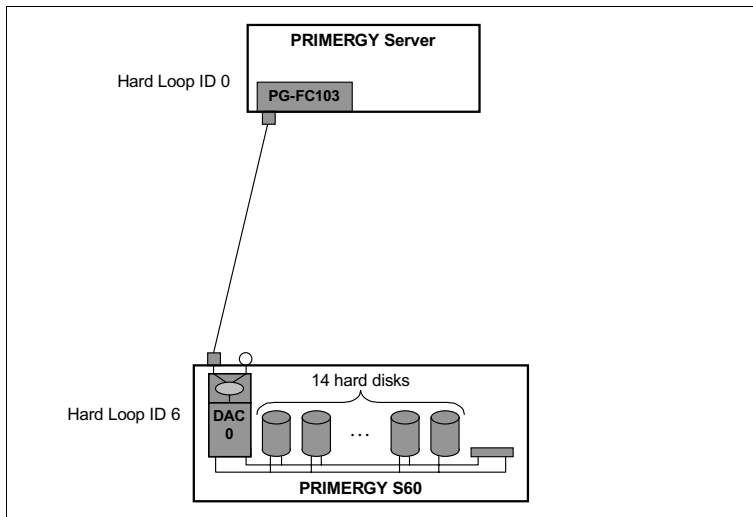 PRIMERGY Server
Hard Loop ID 0
PG-FC103
14 hard disks
Hard Loop ID 6
DAC
0
...
PRIMERGY S60